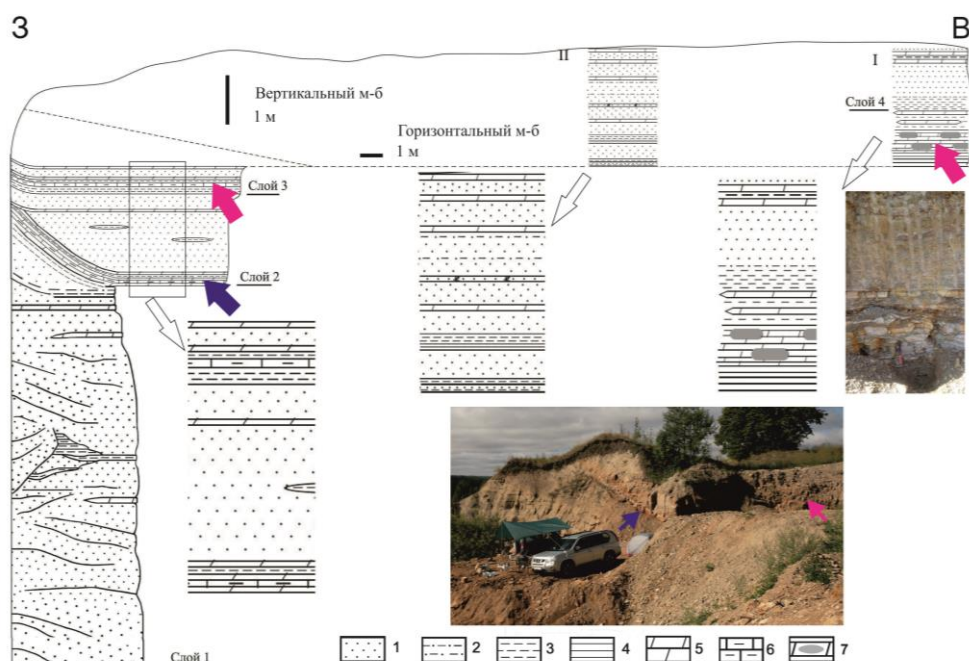 З
В
II
I
Вертикальный м-б
1 м
Горизонтальный м-б
1 м
Слой 4
Слой 3
Слой 2
Слой 1
1 2 3 4 5 6 7